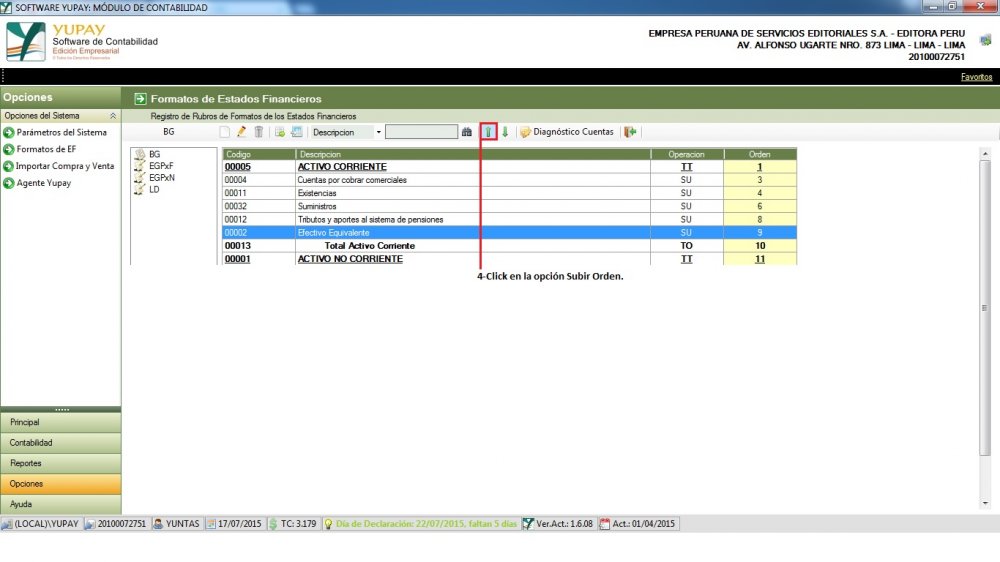 SOFTWARE YUPAY: MÓDULO DE CONTABILIDAD
YUPAY
Software de Contabilidad
Edición Empresarial
EMPRESA PERUANA DE SERVICIOS EDITORIALES S.A. - EDITORA PERU
AV. ALFONSO UGARTE NRO. 873 LIMA - LIMA - LIMA
20100072751
Favoritos
Opciones
Formatos de Estados Financieros
Opciones del Sistema
Registro de Rubros de Formatos de los Estados Financieros
Parámetros del Sistema
Formatos de EF
Importar Compra y Venta
Agente Yupay
BG Descripcion Diagnóstico Cuentas
BG
EGPxF
EGPxN
LD
Codigo Descripcion Operacion Orden
00005 ACTIVO CORRIENTE TT 1
00004 Cuentas por cobrar comerciales SU 3
00011 Existencias SU 4
00032 Suministros SU 6
00012 Tributos y aportes al sistema de pensiones SU 8
00002 Efectivo Equivalente SU 9
00013 Total Activo Corriente TO 10
00001 ACTIVO NO CORRIENTE TT 11
4-Click en la opción Subir Orden.
Principal
Contabilidad
Reportes
Opciones
Ayuda
(LOCAL)\YUPAY 20100072751 YUNTAS 17/07/2015 TC: 3.179 Día de Declaración: 22/07/2015, faltan 5 días Ver.Act.: 1.6.08 Act.: 01/04/2015